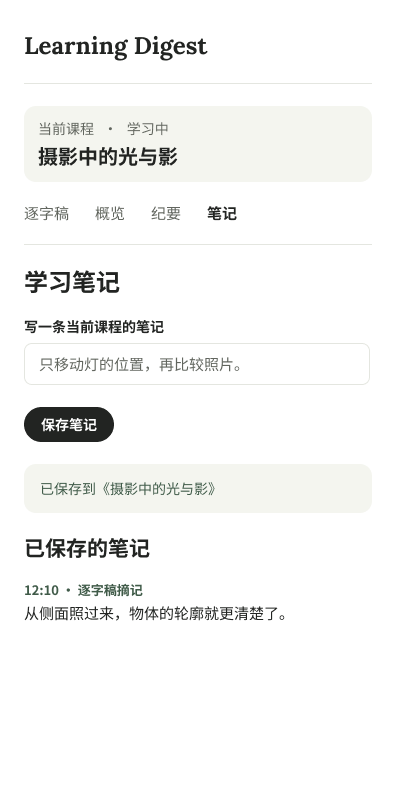 Learning Digest
当前课程 · 学习中
摄影中的光与影
逐字稿 概览 纪要 笔记
学习笔记
写一条当前课程的笔记
只移动灯的位置，再比较照片。
保存笔记
已保存到《摄影中的光与影》
已保存的笔记
12:10 · 逐字稿摘记
从侧面照过来，物体的轮廓就更清楚了。